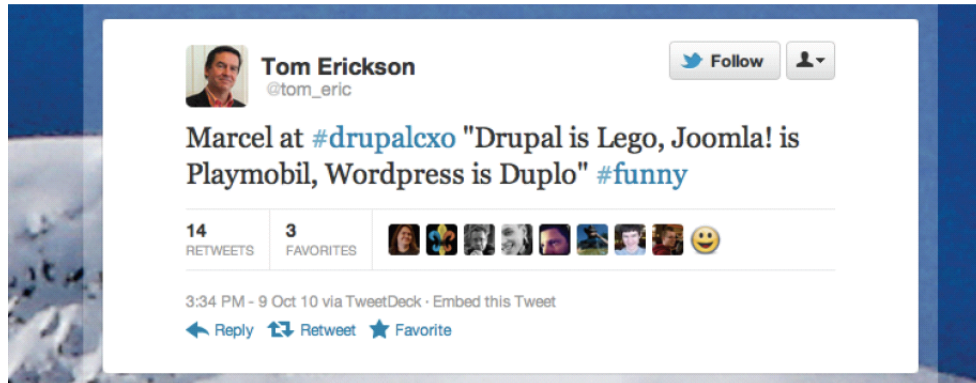 Tom Erickson
@tom_eric
Follow
Marcel at #drupalcxo "Drupal is Lego, Joomla! is
Playmobil, Wordpress is Duplo" #funny
14
RETWEETS
3
FAVORITES
3:34 PM - 9 Oct 10 via TweetDeck · Embed this Tweet
Reply Retweet Favorite